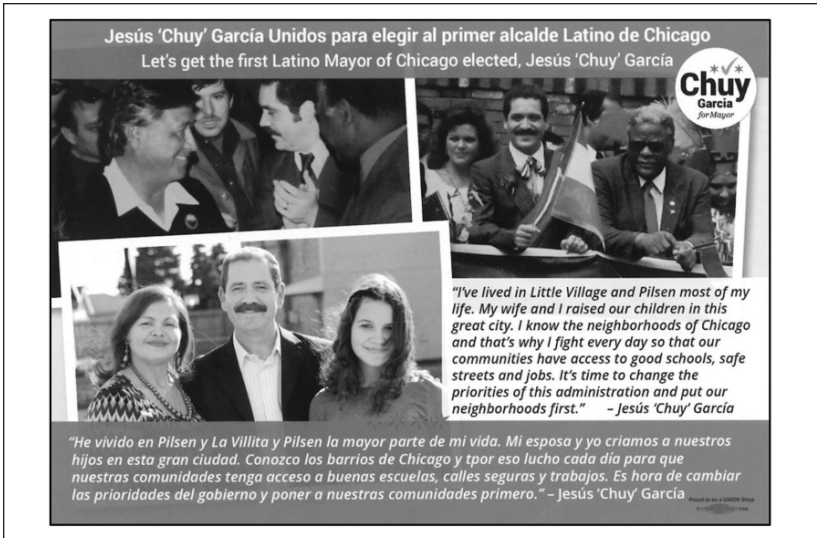 Jesús ‘Chuy’ García Unidos para elegir al primer alcalde Latino de Chicago
Let's get the first Latino Mayor of Chicago elected, Jesús ‘Chuy’ García
Chuy
Garcia
for Mayor
“I've lived in Little Village and Pilsen most of my
life. My wife and I raised our children in this
great city. I know the neighborhoods of Chicago
and that's why I fight every day so that our
communities have access to good schools, safe
streets and jobs. It's time to change the
priorities of this administration and put our
neighborhoods first.” – Jesús ‘Chuy’ García
“He vivido en Pilsen y La Villita y Pilsen la mayor parte de mi vida. Mi esposa y yo criamos a nuestros
hijos en esta gran ciudad. Conozco los barrios de Chicago y tpor eso lucho cada día para que
nuestras comunidades tenga acceso a buenas escuelas, calles seguras y trabajos. Es hora de cambiar
las prioridades del gobierno y poner a nuestras comunidades primero.” – Jesús ‘Chuy’ García
Proud to be a UNION Shop